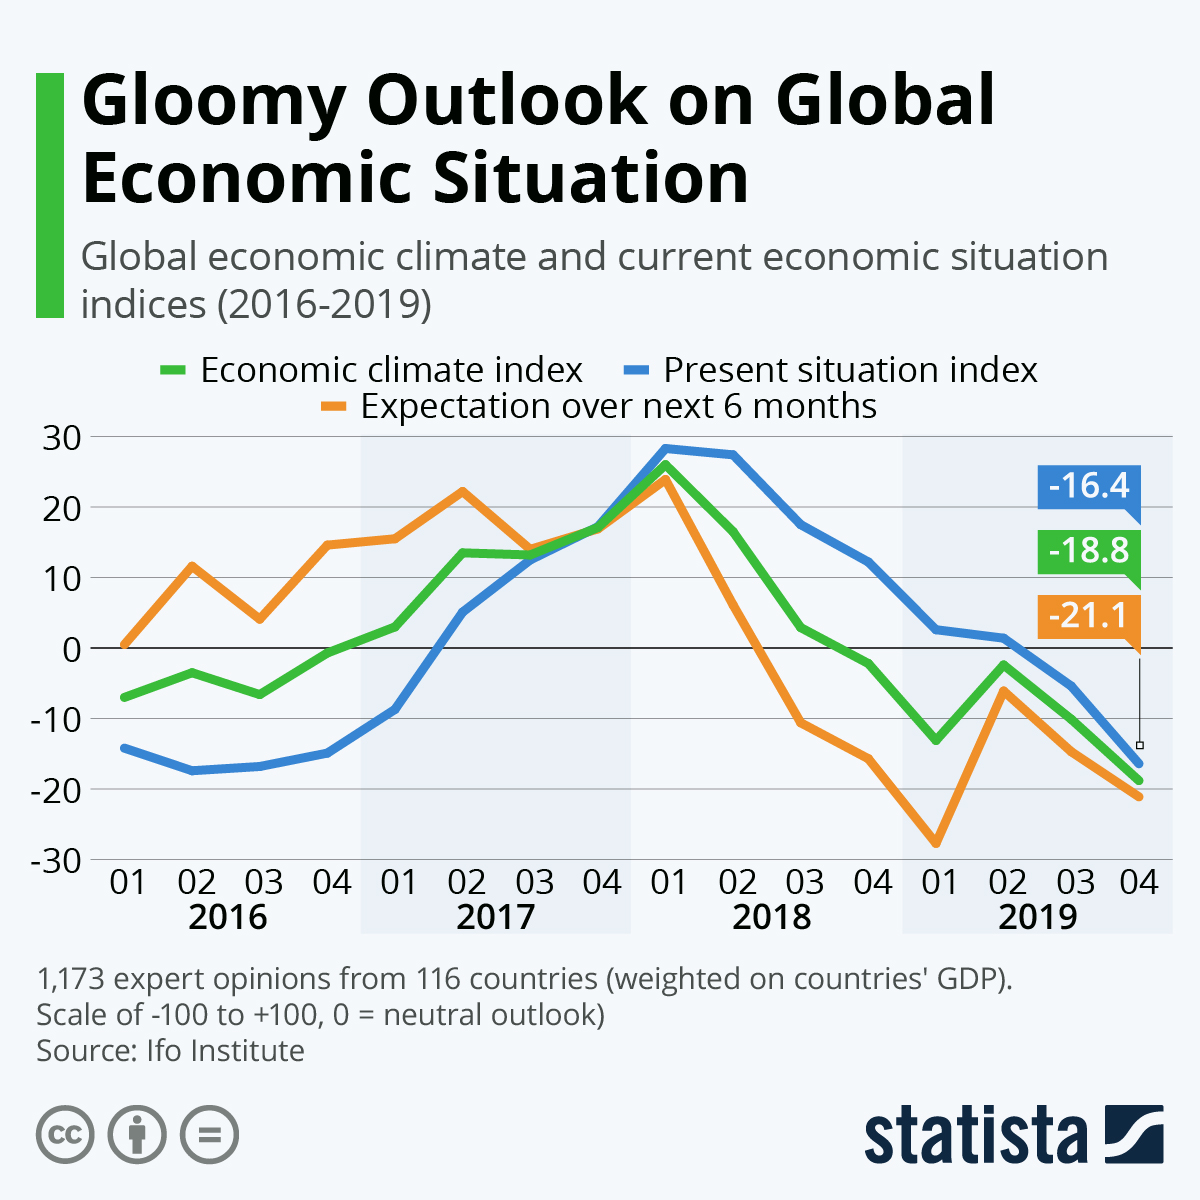 Gloomy Outlook on Global
Economic Situation
Global economic climate and current economic situation
indices (2016-2019)
Economic climate index Present situation index
Expectation over next 6 months
30
20
10
0
-10
-20
-30
-16.4
-18.8
-21.1
01 02 03 04 01 02 03 04 01 02 03 04 01 02 03 04
2016 2017 2018 2019
1,173 expert opinions from 116 countries (weighted on countries' GDP).
Scale of -100 to +100, 0 = neutral outlook)
Source: Ifo Institute
cc
statista